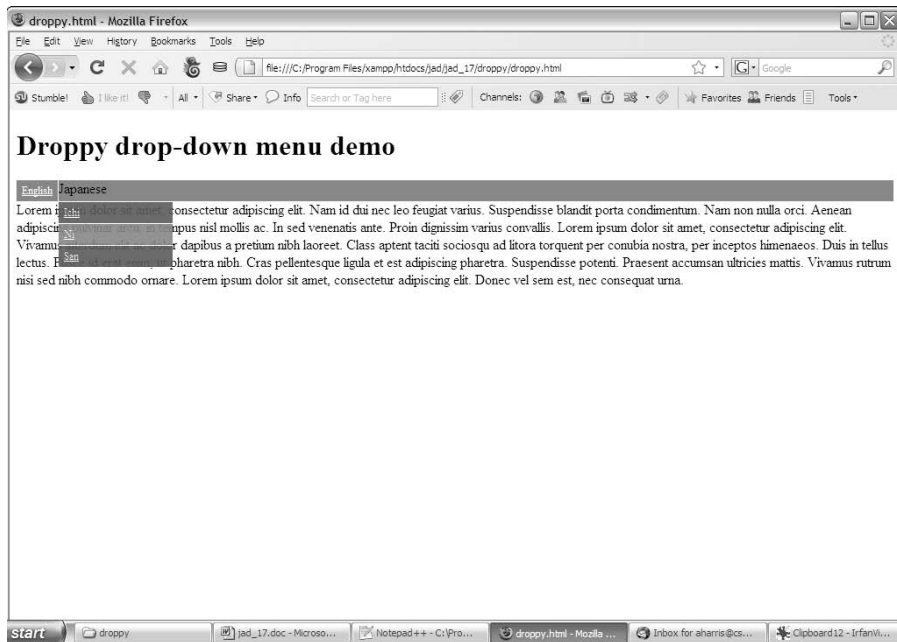 droppy.html - Mozilla Firefox
File Edit View History Bookmarks Tools Help
file:///C:/Program Files/xampp/htdocs/jad/jad_17/droppy/droppy.html
G Google
Stumble! I like it! All Share Info Search or Tag here Channels: Favorites Friends Tools
Droppy drop-down menu demo
English Japanese
Lorem dolor sit amet, consectetur adipiscing elit. Nam id dui nec leo feugiat varius. Suspendisse blandit porta condimentum. Nam non nulla orci. Aenean
Ichi
tempus nisl mollis ac. In sed venenatis ante. Proin dignissim varius convallis. Lorem ipsum dolor sit amet, consectetur adipiscing elit.
Ni
Vivamus dapibus a pretium nibh laoreet. Class aptent taciti sociosqu ad litora torquent per conubia nostra, per inceptos himenaeos. Duis in tellus
San
lectus. pharetra nibh. Cras pellentesque ligula et est adipiscing pharetra. Suspendisse potenti. Praesent accumsan ultricies mattis. Vivamus rutrum
nisi sed nibh commodo ornare. Lorem ipsum dolor sit amet, consectetur adipiscing elit. Donec vel sem est, nec consequat urna.
start droppy jad_17.doc - Microso... Notepad++ - C:\Pro... droppy.html - Mozilla ... Inbox for aharris@cs... Clipboard12 - IrfanVi...